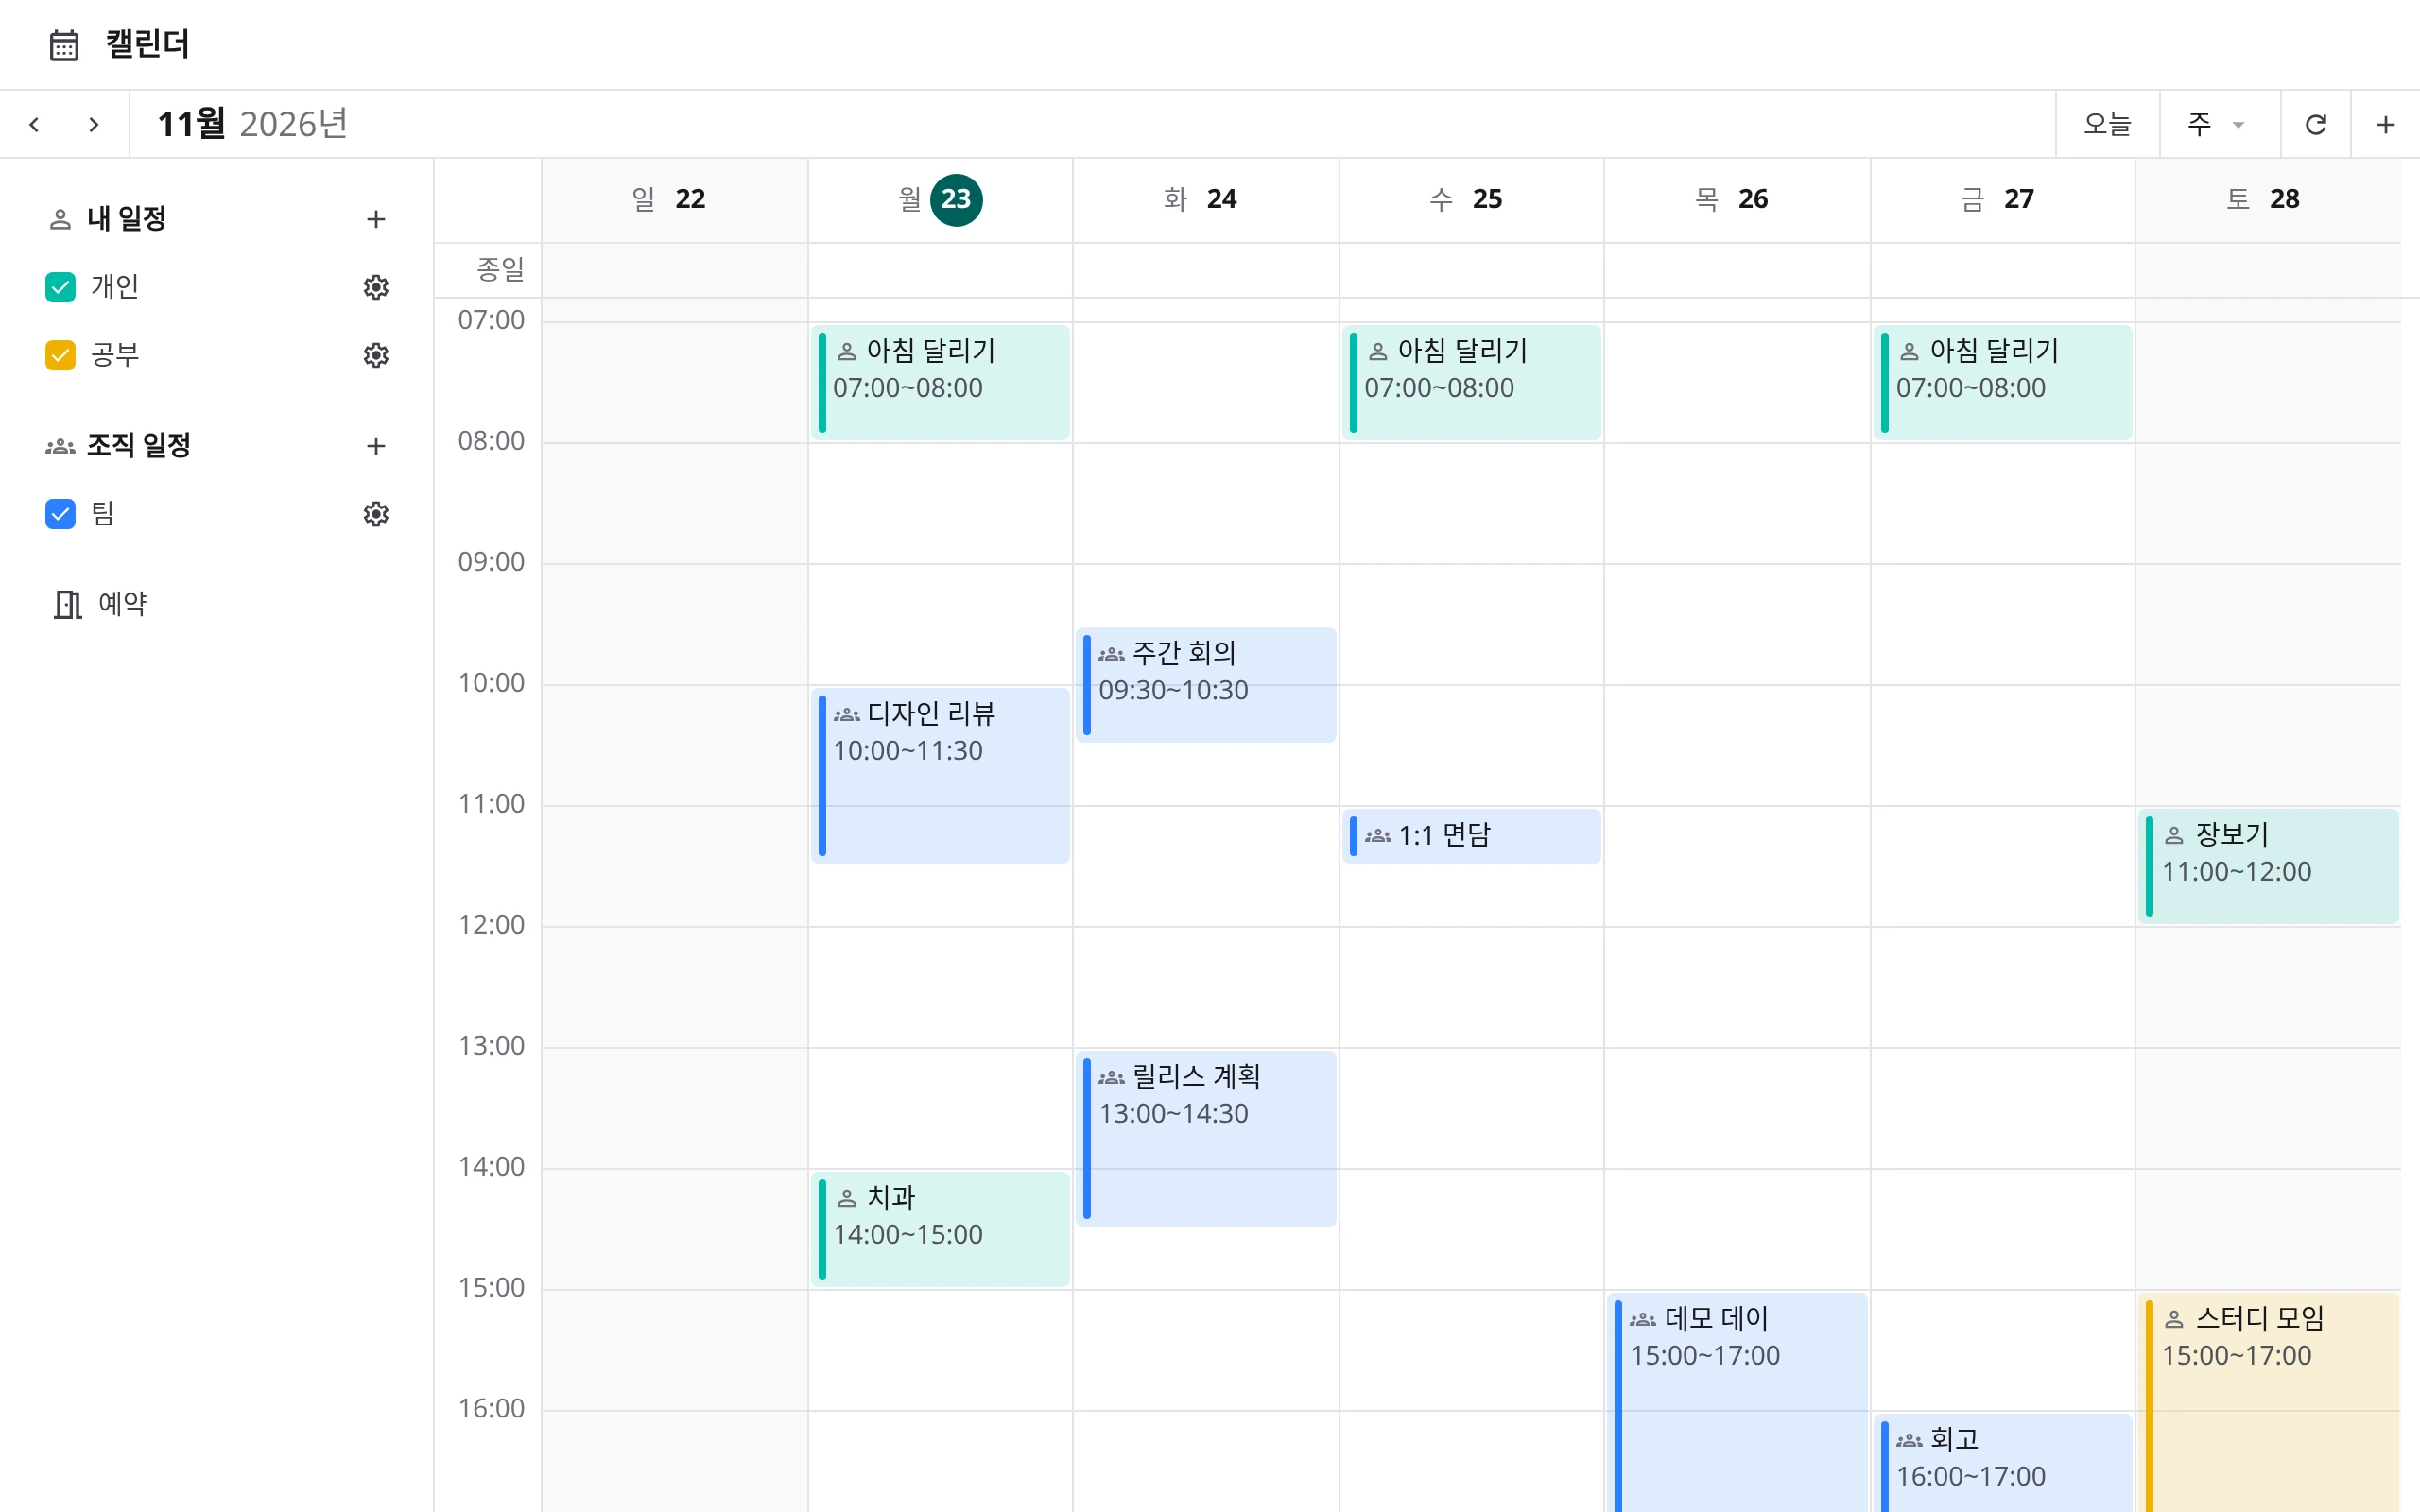 캘린더
11월 2026년
오늘
주
내 일정
개인
공부
조직 일정
팀
예약
일 22
월 23
화 24
수 25
목 26
금 27
토 28
종일
07:00
08:00
09:00
10:00
11:00
12:00
13:00
14:00
15:00
16:00
아침 달리기
07:00~08:00
디자인 리뷰
10:00~11:30
치과
14:00~15:00
주간 회의
09:30~10:30
릴리스 계획
13:00~14:30
아침 달리기
07:00~08:00
1:1 면담
데모 데이
15:00~17:00
아침 달리기
07:00~08:00
회고
16:00~17:00
장보기
11:00~12:00
스터디 모임
15:00~17:00